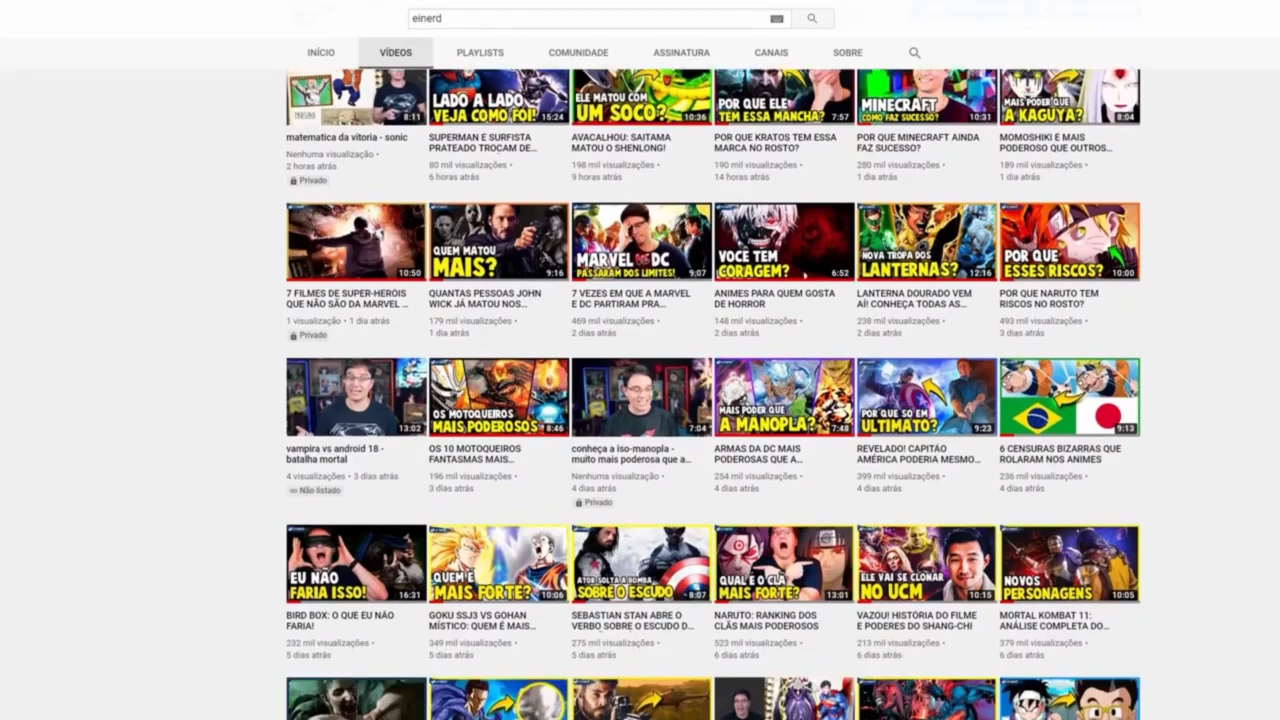 einerd
INÍCIO VÍDEOS PLAYLISTS COMUNIDADE ASSINATURA CANAIS SOBRE
8:11
LADO A LADO
VEJA COMO FOI!
15:24
ELE MATOU COM
UM SOCO?
10:36
POR QUE ELE
TEM ESSA MANCHA?
7:57
MINECRAFT
COMO FAZ SUCESSO?
10:31
MAIS PODER QUE
A KAGUYA?
8:04
matematica da vitoria - sonic
Nenhuma visualização •
2 horas atrás
Privado
SUPERMAN E SURFISTA
PRATEADO TROCAM DE...
80 mil visualizações •
6 horas atrás
AVACALHOU: SAITAMA
MATOU O SHENLONG!
198 mil visualizações •
9 horas atrás
POR QUE KRATOS TEM ESSA
MARCA NO ROSTO?
190 mil visualizações •
14 horas atrás
POR QUE MINECRAFT AINDA
FAZ SUCESSO?
280 mil visualizações •
1 dia atrás
MOMOSHIKI É MAIS
PODEROSO QUE OUTROS...
189 mil visualizações •
1 dia atrás
10:50
QUEM MATOU
MAIS?
9:16
MARVEL VS DC
PASSARAM DOS LIMITES!
9:07
VOCÊ TEM
CORAGEM?
6:52
NOVA TROPA DOS
LANTERNAS?
12:16
POR QUE
ESSES RISCOS?
10:00
7 FILMES DE SUPER-HERÓIS
QUE NÃO SÃO DA MARVEL ...
1 visualização • 1 dia atrás
Privado
QUANTAS PESSOAS JOHN
WICK JÁ MATOU NOS...
179 mil visualizações •
1 dia atrás
7 VEZES EM QUE A MARVEL
E DC PARTIRAM PRA...
469 mil visualizações •
2 dias atrás
ANIMES PARA QUEM GOSTA
DE HORROR
148 mil visualizações •
2 dias atrás
LANTERNA DOURADO VEM
AÍ! CONHEÇA TODAS AS...
238 mil visualizações •
2 dias atrás
POR QUE NARUTO TEM
RISCOS NO ROSTO?
493 mil visualizações •
3 dias atrás
13:02
OS MOTOQUEIROS
MAIS PODEROSOS
8:46
7:04
MAIS PODER QUE
A MANOPLA?
7:48
POR QUE SÓ EM
ULTIMATO?
9:23
9:13
vampira vs android 18 -
batalha mortal
4 visualizações • 3 dias atrás
Não listado
OS 10 MOTOQUEIROS
FANTASMAS MAIS...
196 mil visualizações •
3 dias atrás
conheça a iso-manopla -
muito mais poderosa que a...
Nenhuma visualização •
4 dias atrás
Privado
ARMAS DA DC MAIS
PODEROSAS QUE A...
254 mil visualizações •
4 dias atrás
REVELADO! CAPITÃO
AMÉRICA PODERIA MESMO...
399 mil visualizações •
4 dias atrás
6 CENSURAS BIZARRAS QUE
ROLARAM NOS ANIMES
236 mil visualizações •
4 dias atrás
EU NÃO
FARIA ISSO!
16:31
QUEM É
MAIS FORTE?
10:06
ATOR SOLTA A BOMBA
SOBRE O ESCUDO
8:07
QUAL É O CLÃ
MAIS FORTE?
13:01
ELE VAI SE CLONAR
NO UCM
10:15
NOVOS
PERSONAGENS
10:05
BIRD BOX: O QUE EU NÃO
FARIA!
232 mil visualizações •
5 dias atrás
GOKU SSJ3 VS GOHAN
MÍSTICO: QUEM É MAIS...
349 mil visualizações •
5 dias atrás
SEBASTIAN STAN ABRE O
VERBO SOBRE O ESCUDO D...
275 mil visualizações •
5 dias atrás
NARUTO: RANKING DOS
CLÃS MAIS PODEROSOS
523 mil visualizações •
6 dias atrás
VAZOU! HISTÓRIA DO FILME
E PODERES DO SHANG-CHI
213 mil visualizações •
6 dias atrás
MORTAL KOMBAT 11:
ANÁLISE COMPLETA DO...
379 mil visualizações •
6 dias atrás